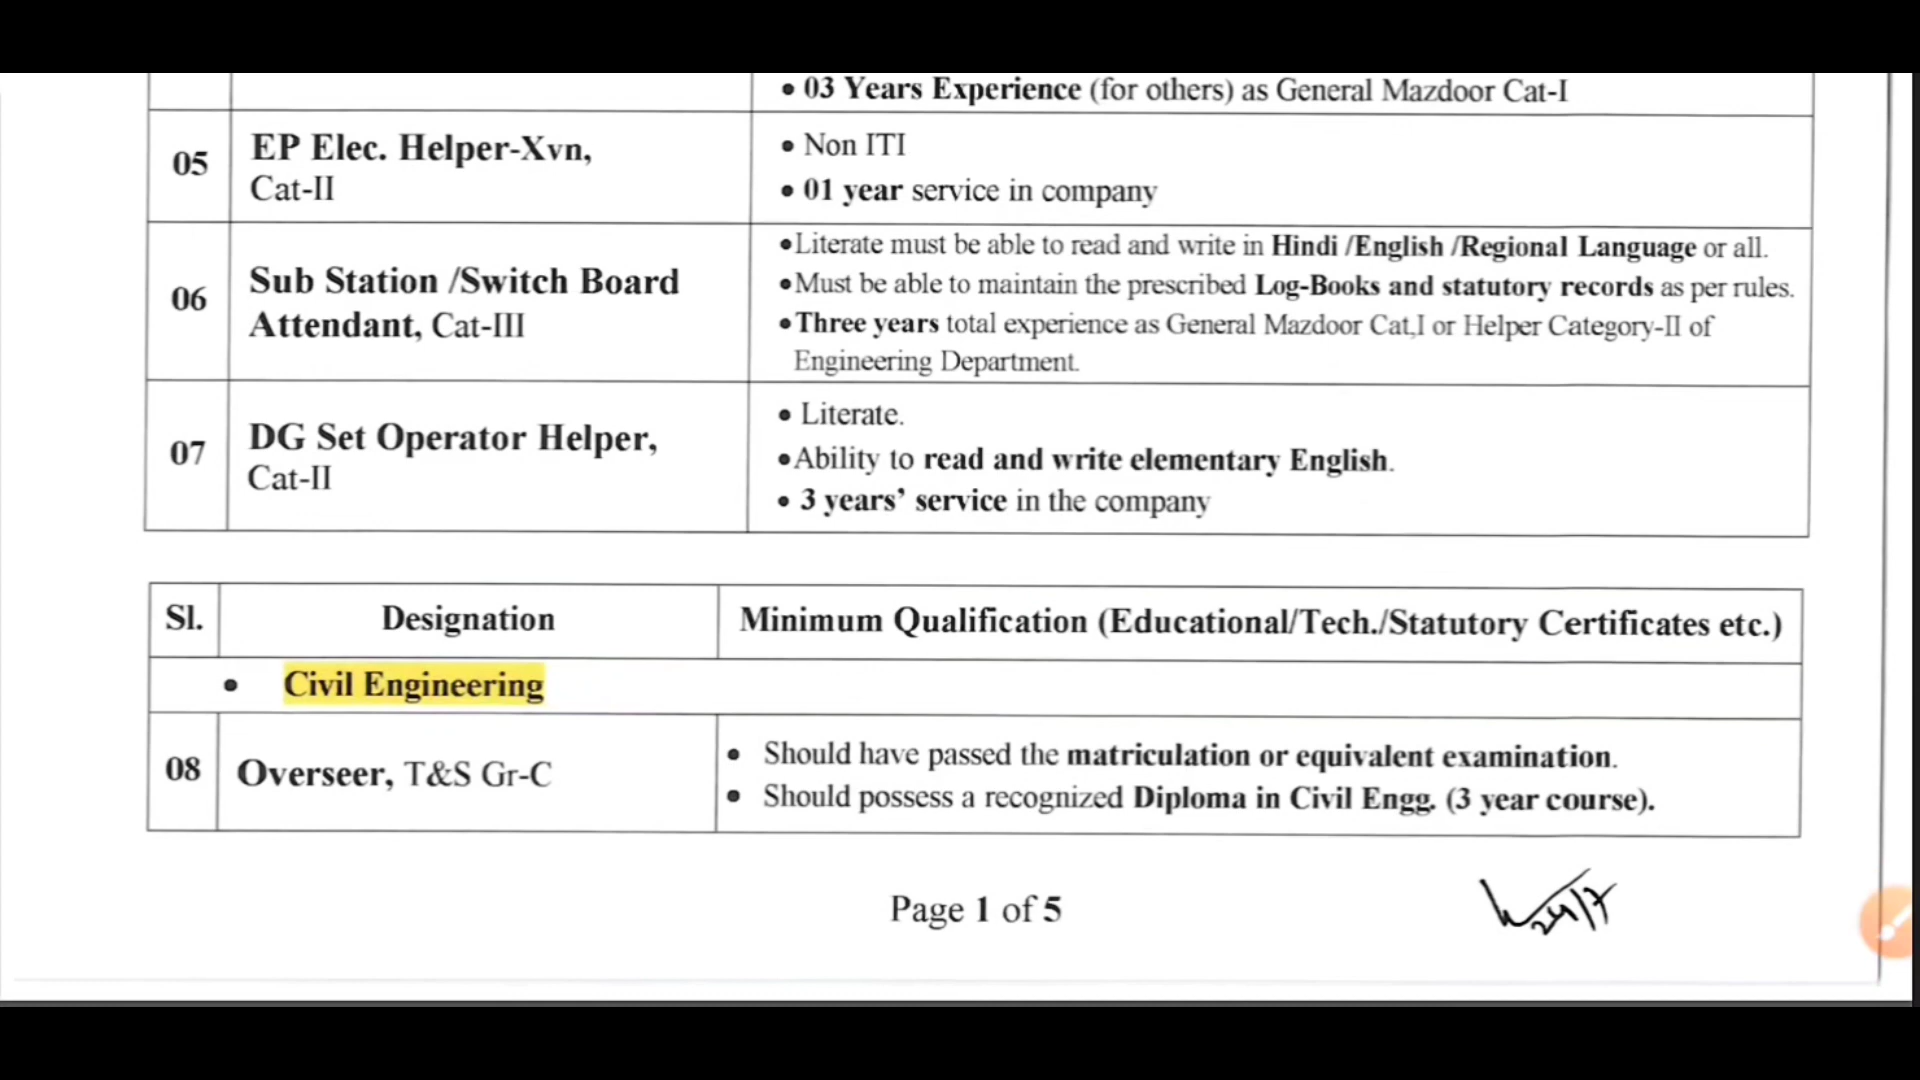 • 03 Years Experience (for others) as General Mazdoor Cat-I
05
EP Elec. Helper-Xvn,
Cat-II
• Non ITI
• 01 year service in company
06
Sub Station /Switch Board
Attendant, Cat-III
•Literate must be able to read and write in Hindi /English /Regional Language or all.
•Must be able to maintain the prescribed Log-Books and statutory records as per rules.
•Three years total experience as General Mazdoor Cat,I or Helper Category-II of
Engineering Department.
07
DG Set Operator Helper,
Cat-II
• Literate.
•Ability to read and write elementary English.
• 3 years’ service in the company
Sl. Designation Minimum Qualification (Educational/Tech./Statutory Certificates etc.)
• Civil Engineering
08
Overseer, T&S Gr-C
• Should have passed the matriculation or equivalent examination.
• Should possess a recognized Diploma in Civil Engg. (3 year course).
Page 1 of 5
24/7